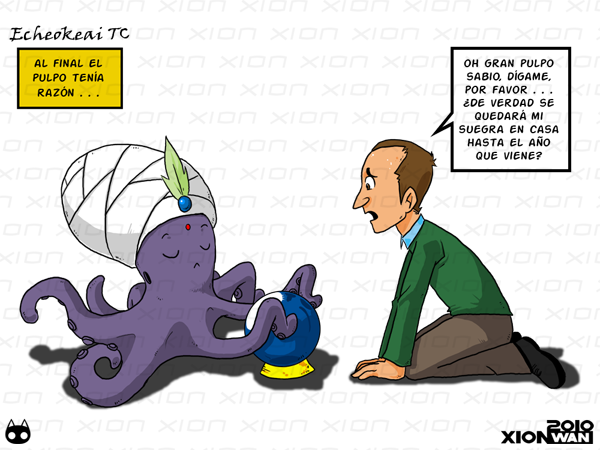 Echeokeai TC
AL FINAL EL
PULPO TENÍA
RAZÓN . . .
OH GRAN PULPO
SABIO, DÍGAME,
POR FAVOR . . .
¿DE VERDAD SE
QUEDARÀ MI
SUEGRA EN CASA
HASTA EL AÑO
QUE VIENE?
2010
XIONWAN